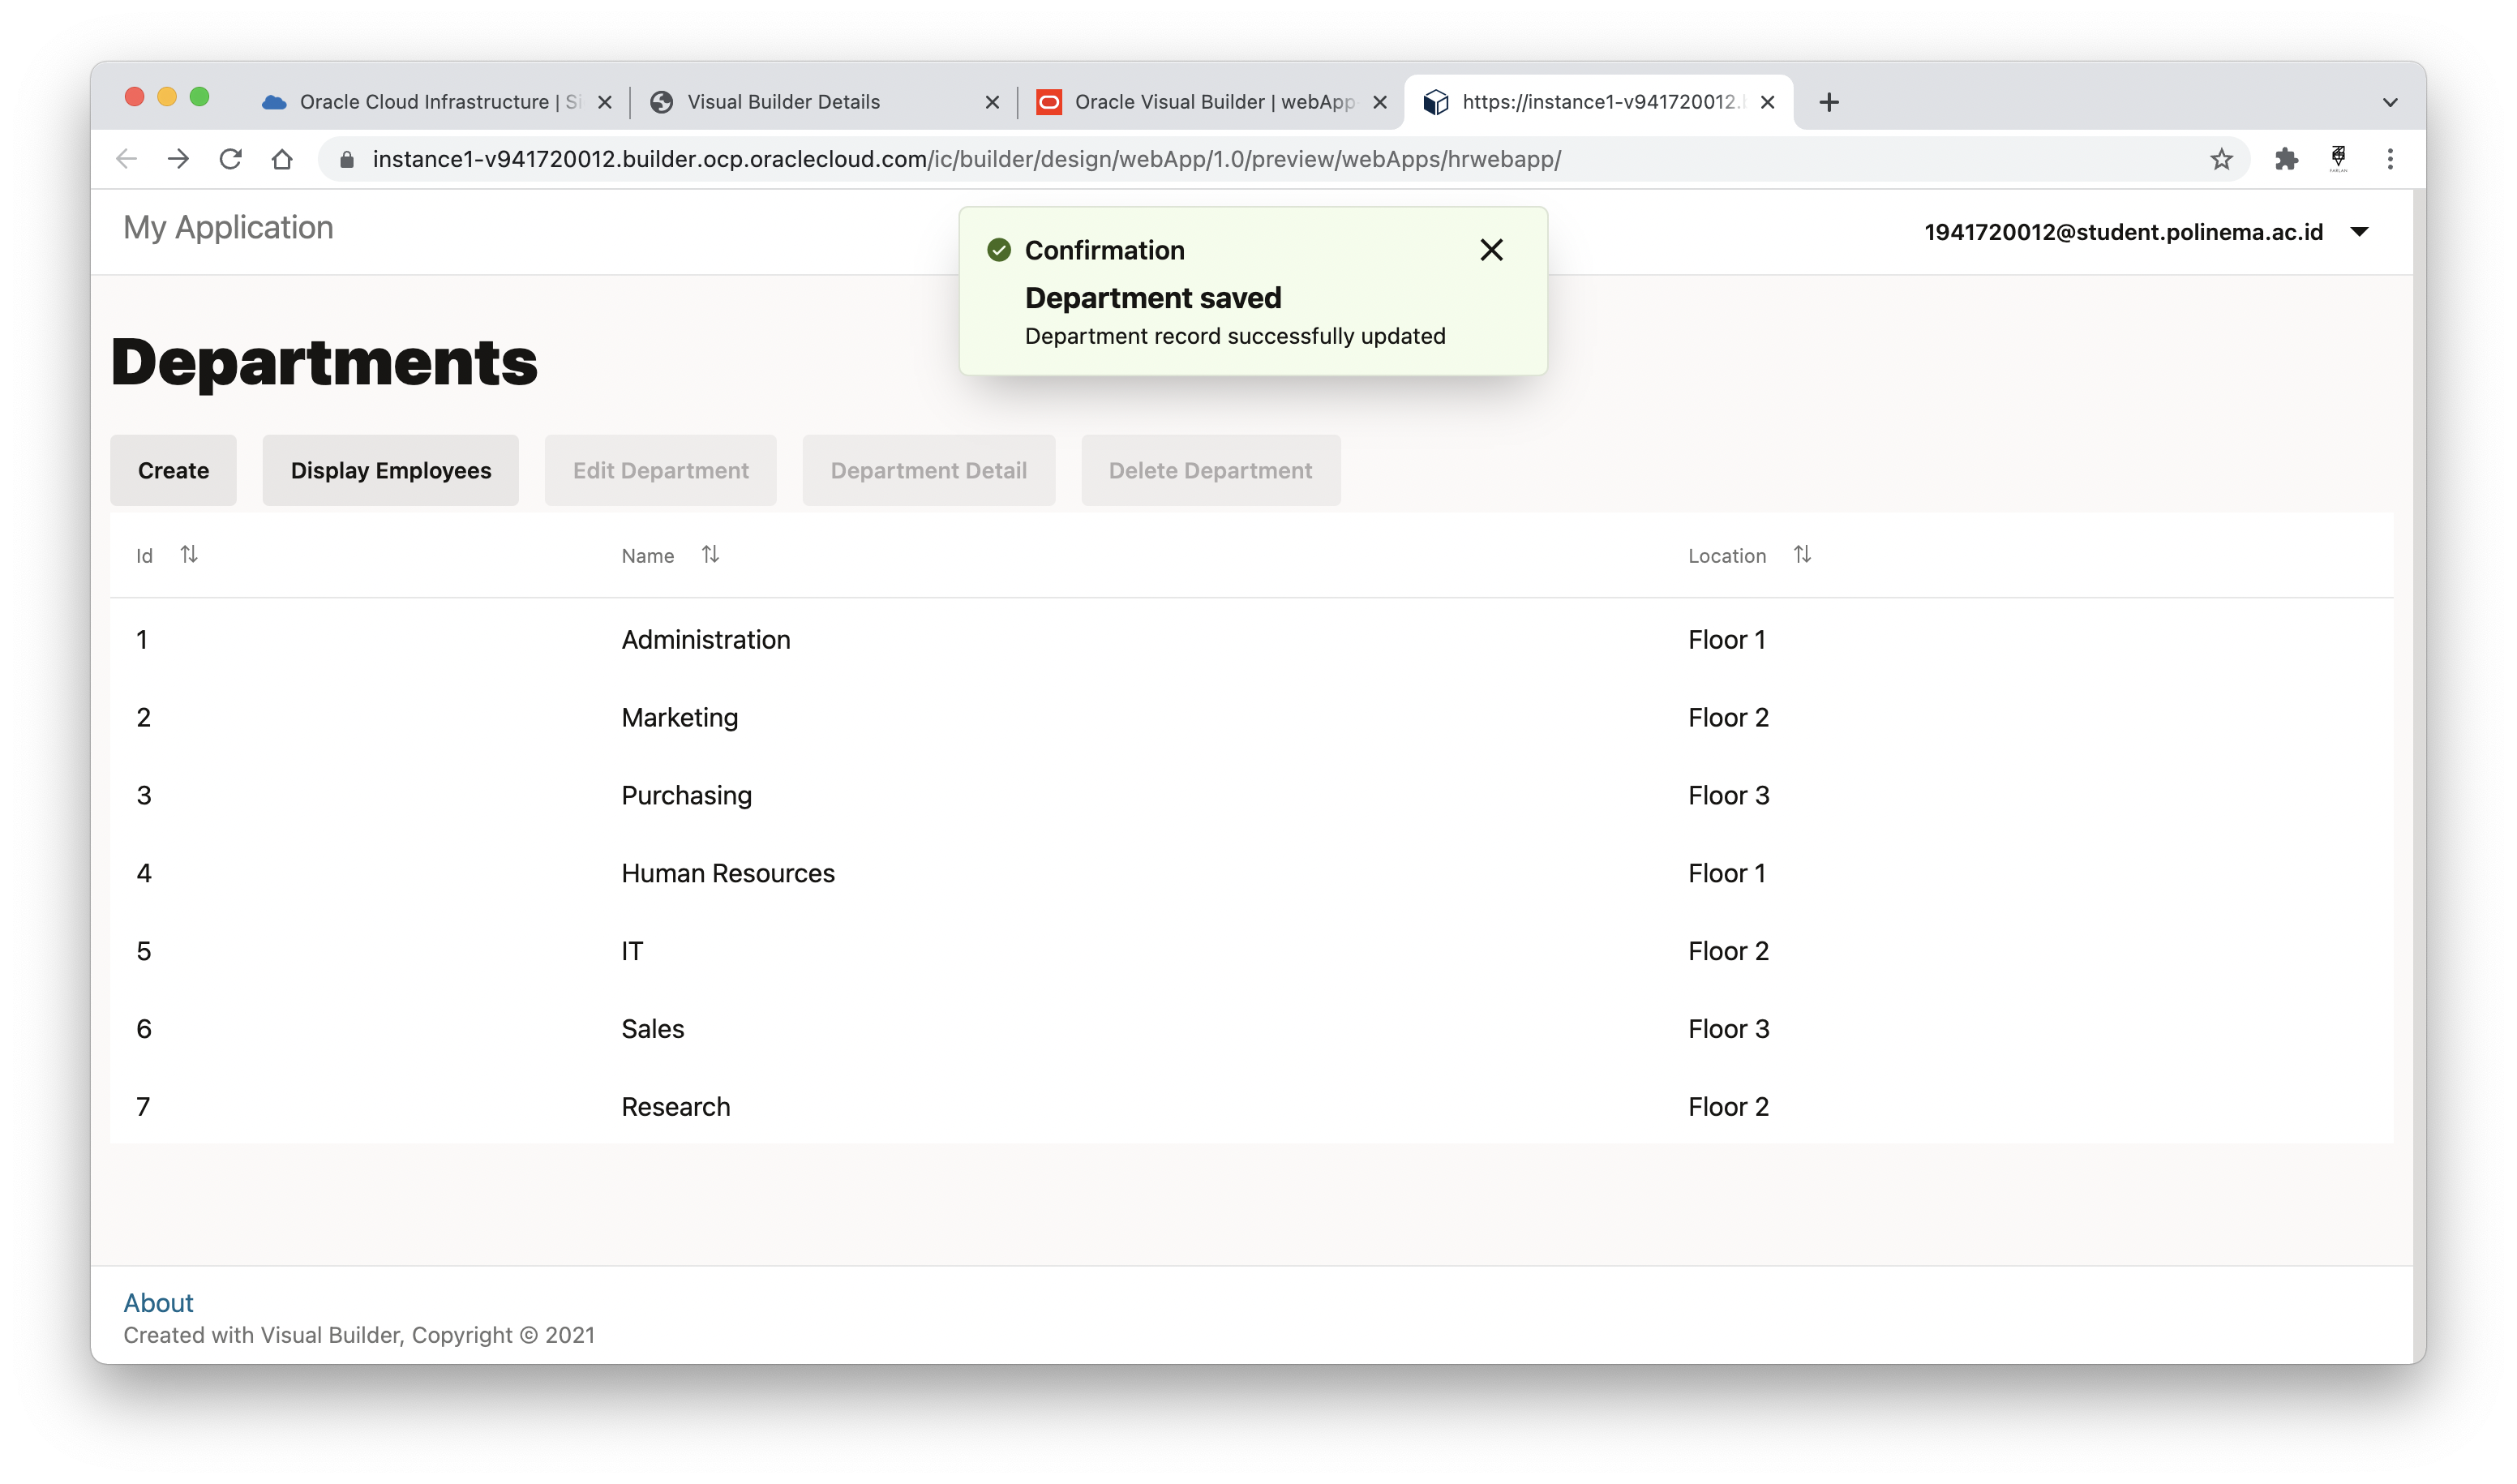 Oracle Cloud Infrastructure | Si
Visual Builder Details
Oracle Visual Builder | webApp
https://instance1-v941720012.
instance1-v941720012.builder.ocp.oraclecloud.com/ic/builder/design/webApp/1.0/preview/webApps/hrwebapp/
My Application
1941720012@student.polinema.ac.id
Confirmation
Department saved
Department record successfully updated
Departments
Create Display Employees Edit Department Department Detail Delete Department
Id Name Location
1 Administration Floor 1
2 Marketing Floor 2
3 Purchasing Floor 3
4 Human Resources Floor 1
5 IT Floor 2
6 Sales Floor 3
7 Research Floor 2
About
Created with Visual Builder, Copyright © 2021